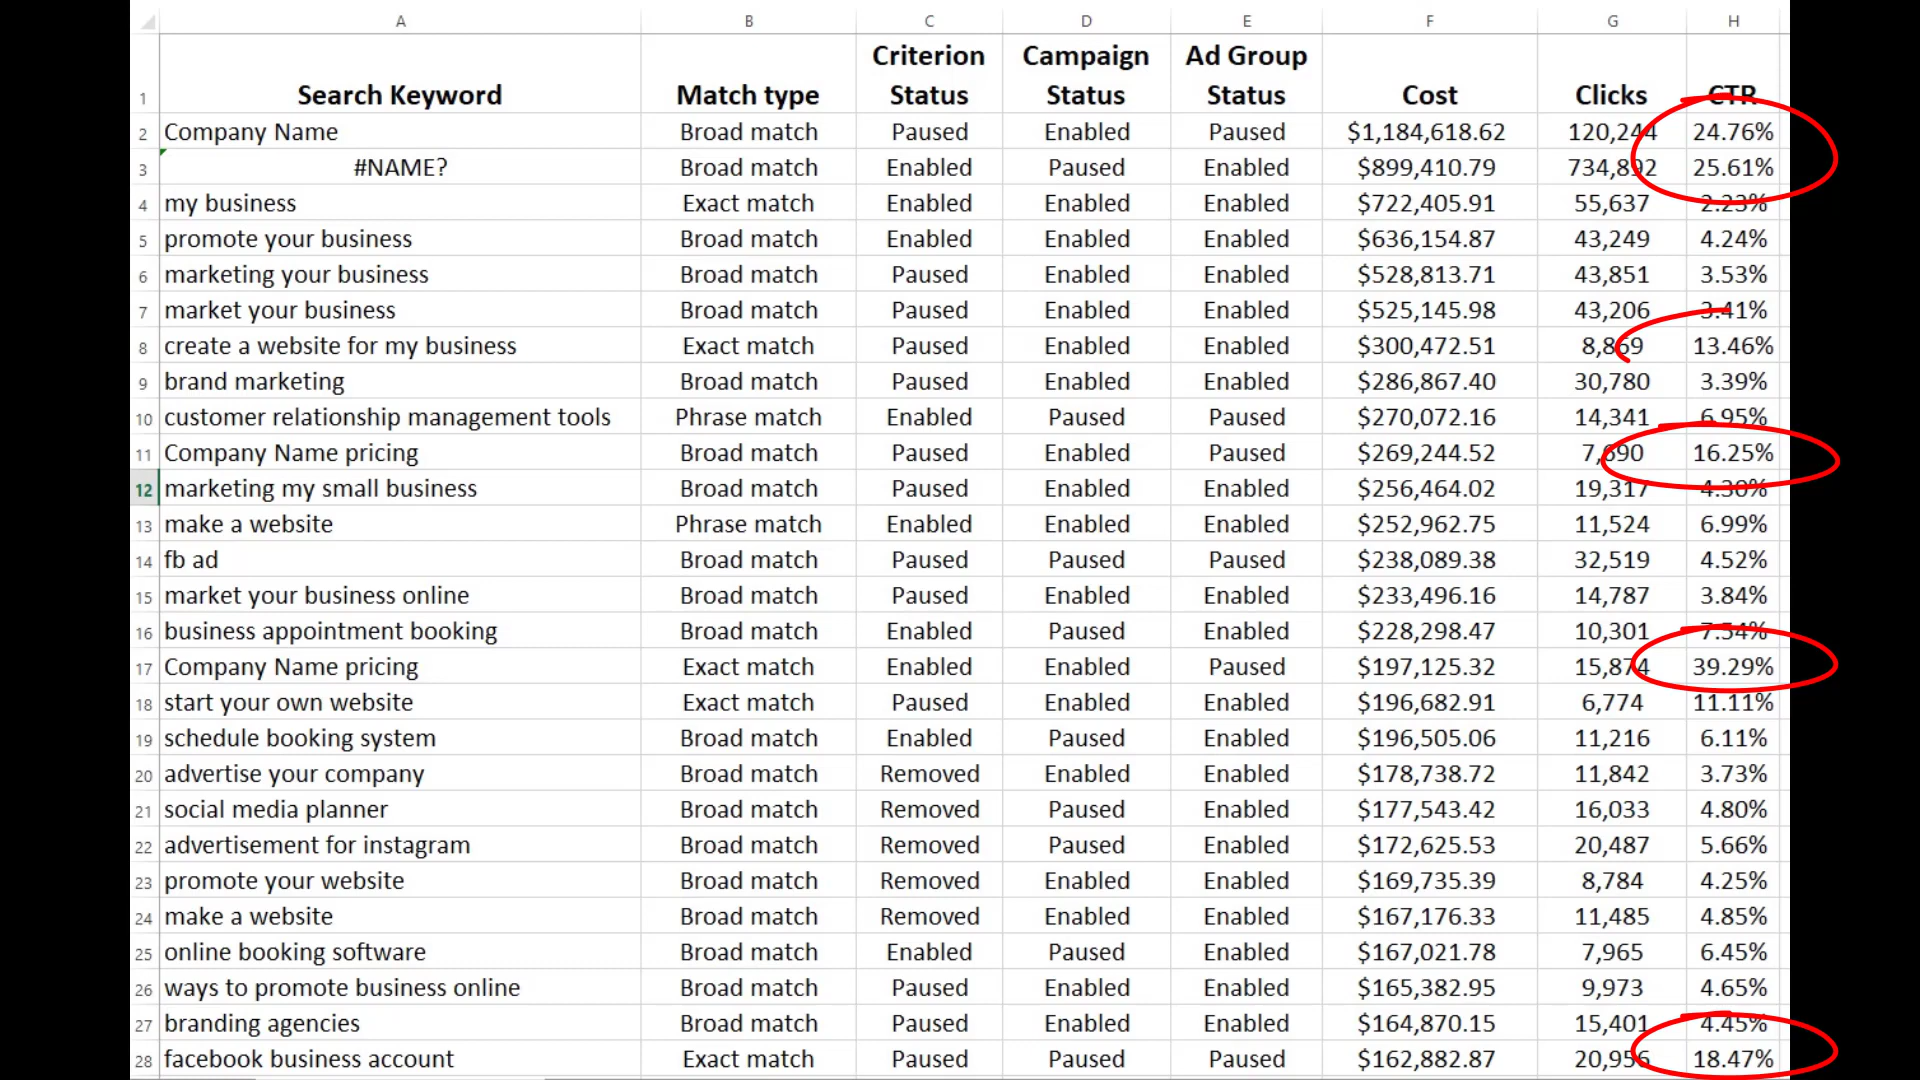 A B C D E F G H
1 Search Keyword Match type Criterion Status Campaign Status Ad Group Status Cost Clicks CTR
2 Company Name Broad match Paused Enabled Paused $1,184,618.62 120,244 24.76%
3 #NAME? Broad match Enabled Paused Enabled $899,410.79 734,892 25.61%
4 my business Exact match Enabled Enabled Enabled $722,405.91 55,637 2.23%
5 promote your business Broad match Enabled Enabled Enabled $636,154.87 43,249 4.24%
6 marketing your business Broad match Paused Enabled Enabled $528,813.71 43,851 3.53%
7 market your business Broad match Paused Enabled Enabled $525,145.98 43,206 3.41%
8 create a website for my business Exact match Paused Enabled Enabled $300,472.51 8,869 13.46%
9 brand marketing Broad match Paused Enabled Enabled $286,867.40 30,780 3.39%
10 customer relationship management tools Phrase match Enabled Paused Paused $270,072.16 14,341 6.95%
11 Company Name pricing Broad match Paused Enabled Paused $269,244.52 7,690 16.25%
12 marketing my small business Broad match Paused Enabled Enabled $256,464.02 19,317 4.30%
13 make a website Phrase match Enabled Enabled Enabled $252,962.75 11,524 6.99%
14 fb ad Broad match Paused Paused Paused $238,089.38 32,519 4.52%
15 market your business online Broad match Paused Enabled Enabled $233,496.16 14,787 3.84%
16 business appointment booking Broad match Enabled Paused Enabled $228,298.47 10,301 7.54%
17 Company Name pricing Exact match Enabled Enabled Paused $197,125.32 15,874 39.29%
18 start your own website Exact match Paused Enabled Enabled $196,682.91 6,774 11.11%
19 schedule booking system Broad match Enabled Paused Enabled $196,505.06 11,216 6.11%
20 advertise your company Broad match Removed Enabled Enabled $178,738.72 11,842 3.73%
21 social media planner Broad match Removed Paused Enabled $177,543.42 16,033 4.80%
22 advertisement for instagram Broad match Removed Paused Enabled $172,625.53 20,487 5.66%
23 promote your website Broad match Removed Enabled Enabled $169,735.39 8,784 4.25%
24 make a website Broad match Removed Enabled Enabled $167,176.33 11,485 4.85%
25 online booking software Broad match Enabled Paused Enabled $167,021.78 7,965 6.45%
26 ways to promote business online Broad match Paused Enabled Enabled $165,382.95 9,973 4.65%
27 branding agencies Broad match Paused Enabled Enabled $164,870.15 15,401 4.45%
28 facebook business account Exact match Paused Paused Paused $162,882.87 20,956 18.47%